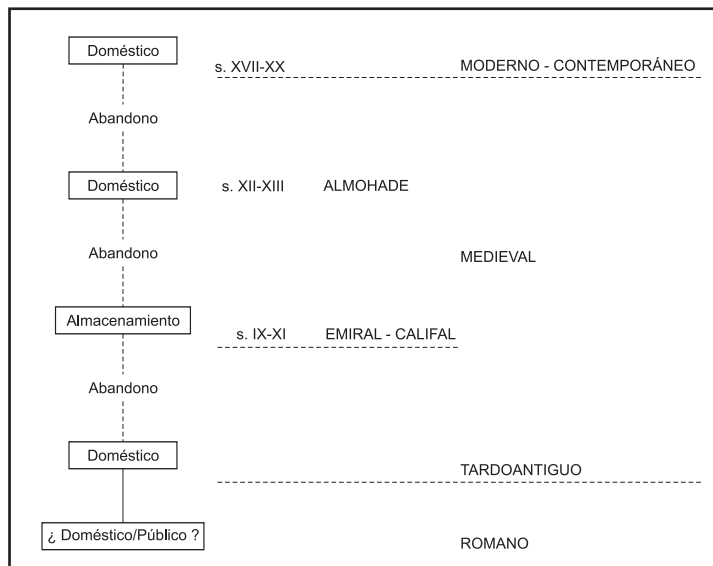 Doméstico
s. XVII-XX MODERNO - CONTEMPORÁNEO
Abandono
Doméstico s. XII-XIII ALMOHADE
Abandono
MEDIEVAL
Almacenamiento
s. IX-XI EMIRAL - CALIFAL
Abandono
Doméstico
TARDOANTIGUO
¿ Doméstico/Público ?
ROMANO